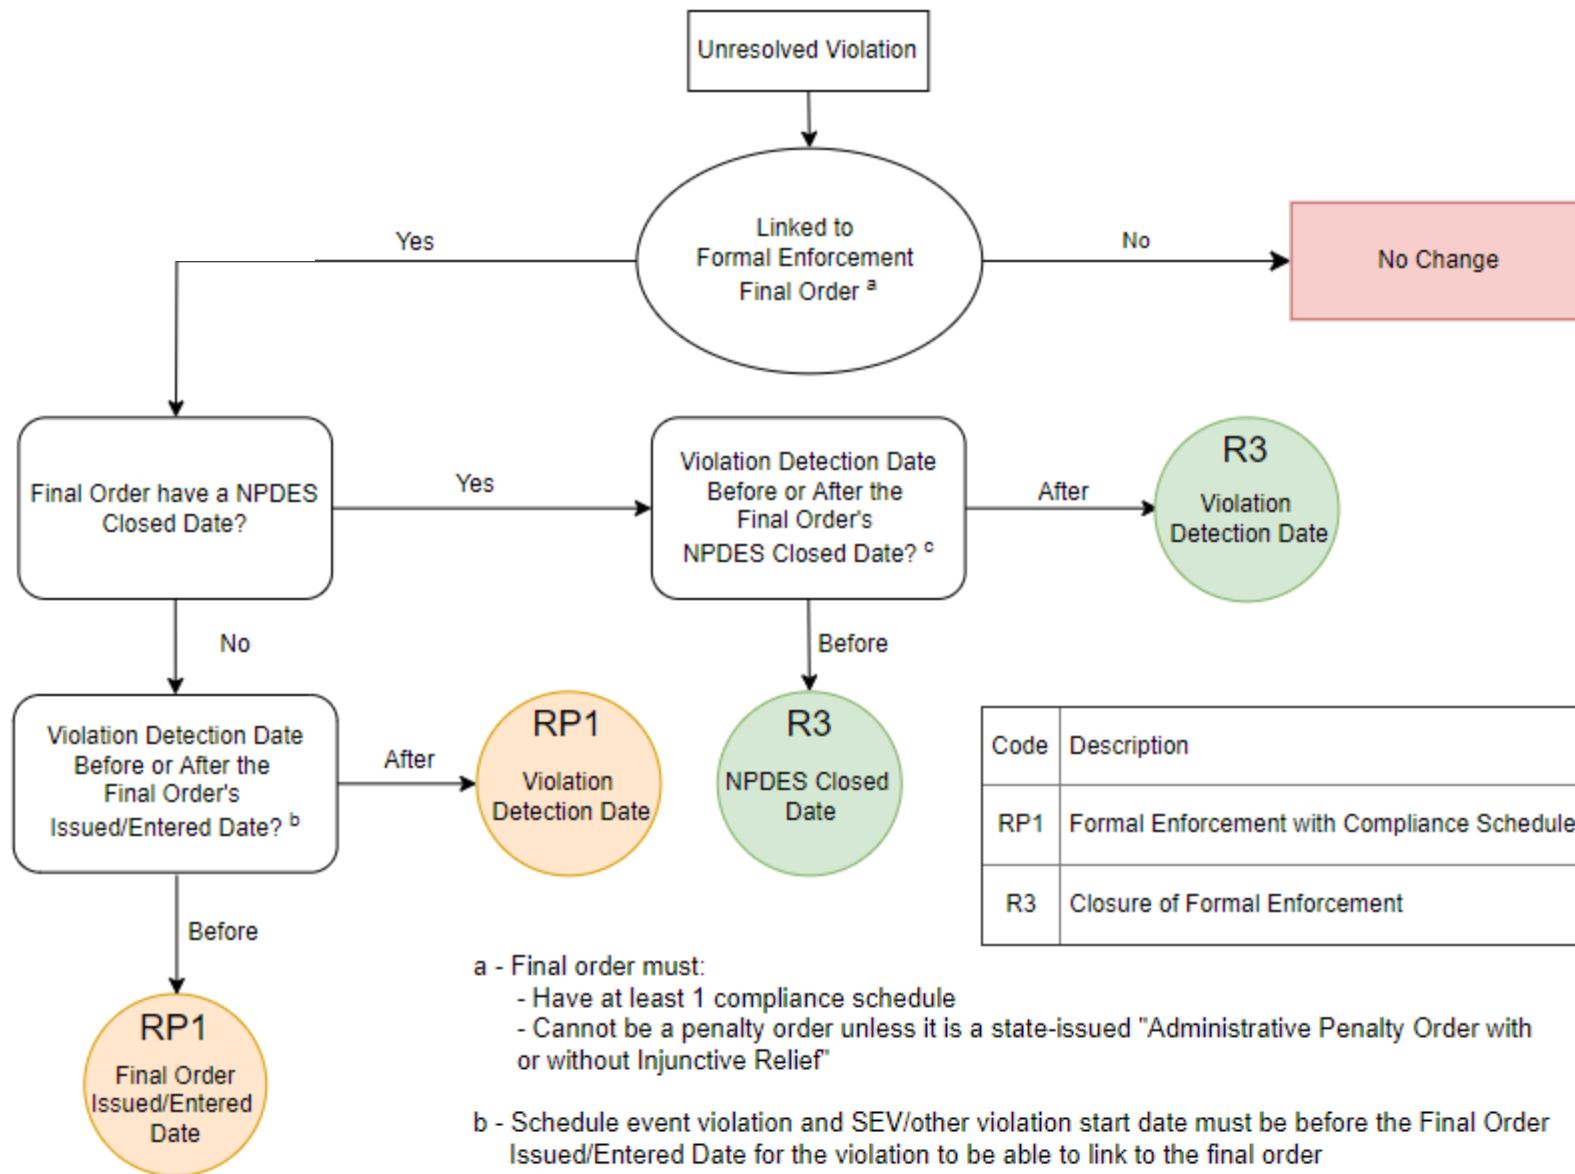 Unresolved Violation
Linked to
Formal Enforcement
Final Order a
Yes
No
No Change
Final Order have a NPDES
Closed Date?
Yes
Violation Detection Date
Before or After the
Final Order's
NPDES Closed Date? c
After
R3
Violation
Detection Date
No
Before
Violation Detection Date
Before or After the
Final Order's
Issued/Entered Date? b
After
RP1
Violation
Detection Date
R3
NPDES Closed
Date
Code Description
RP1 Formal Enforcement with Compliance Schedule
R3 Closure of Formal Enforcement
Before
RP1
Final Order
Issued/Entered
Date
a - Final order must:
- Have at least 1 compliance schedule
- Cannot be a penalty order unless it is a state-issued "Administrative Penalty Order with
or without Injunctive Relief"
b - Schedule event violation and SEV/other violation start date must be before the Final Order
Issued/Entered Date for the violation to be able to link to the final order